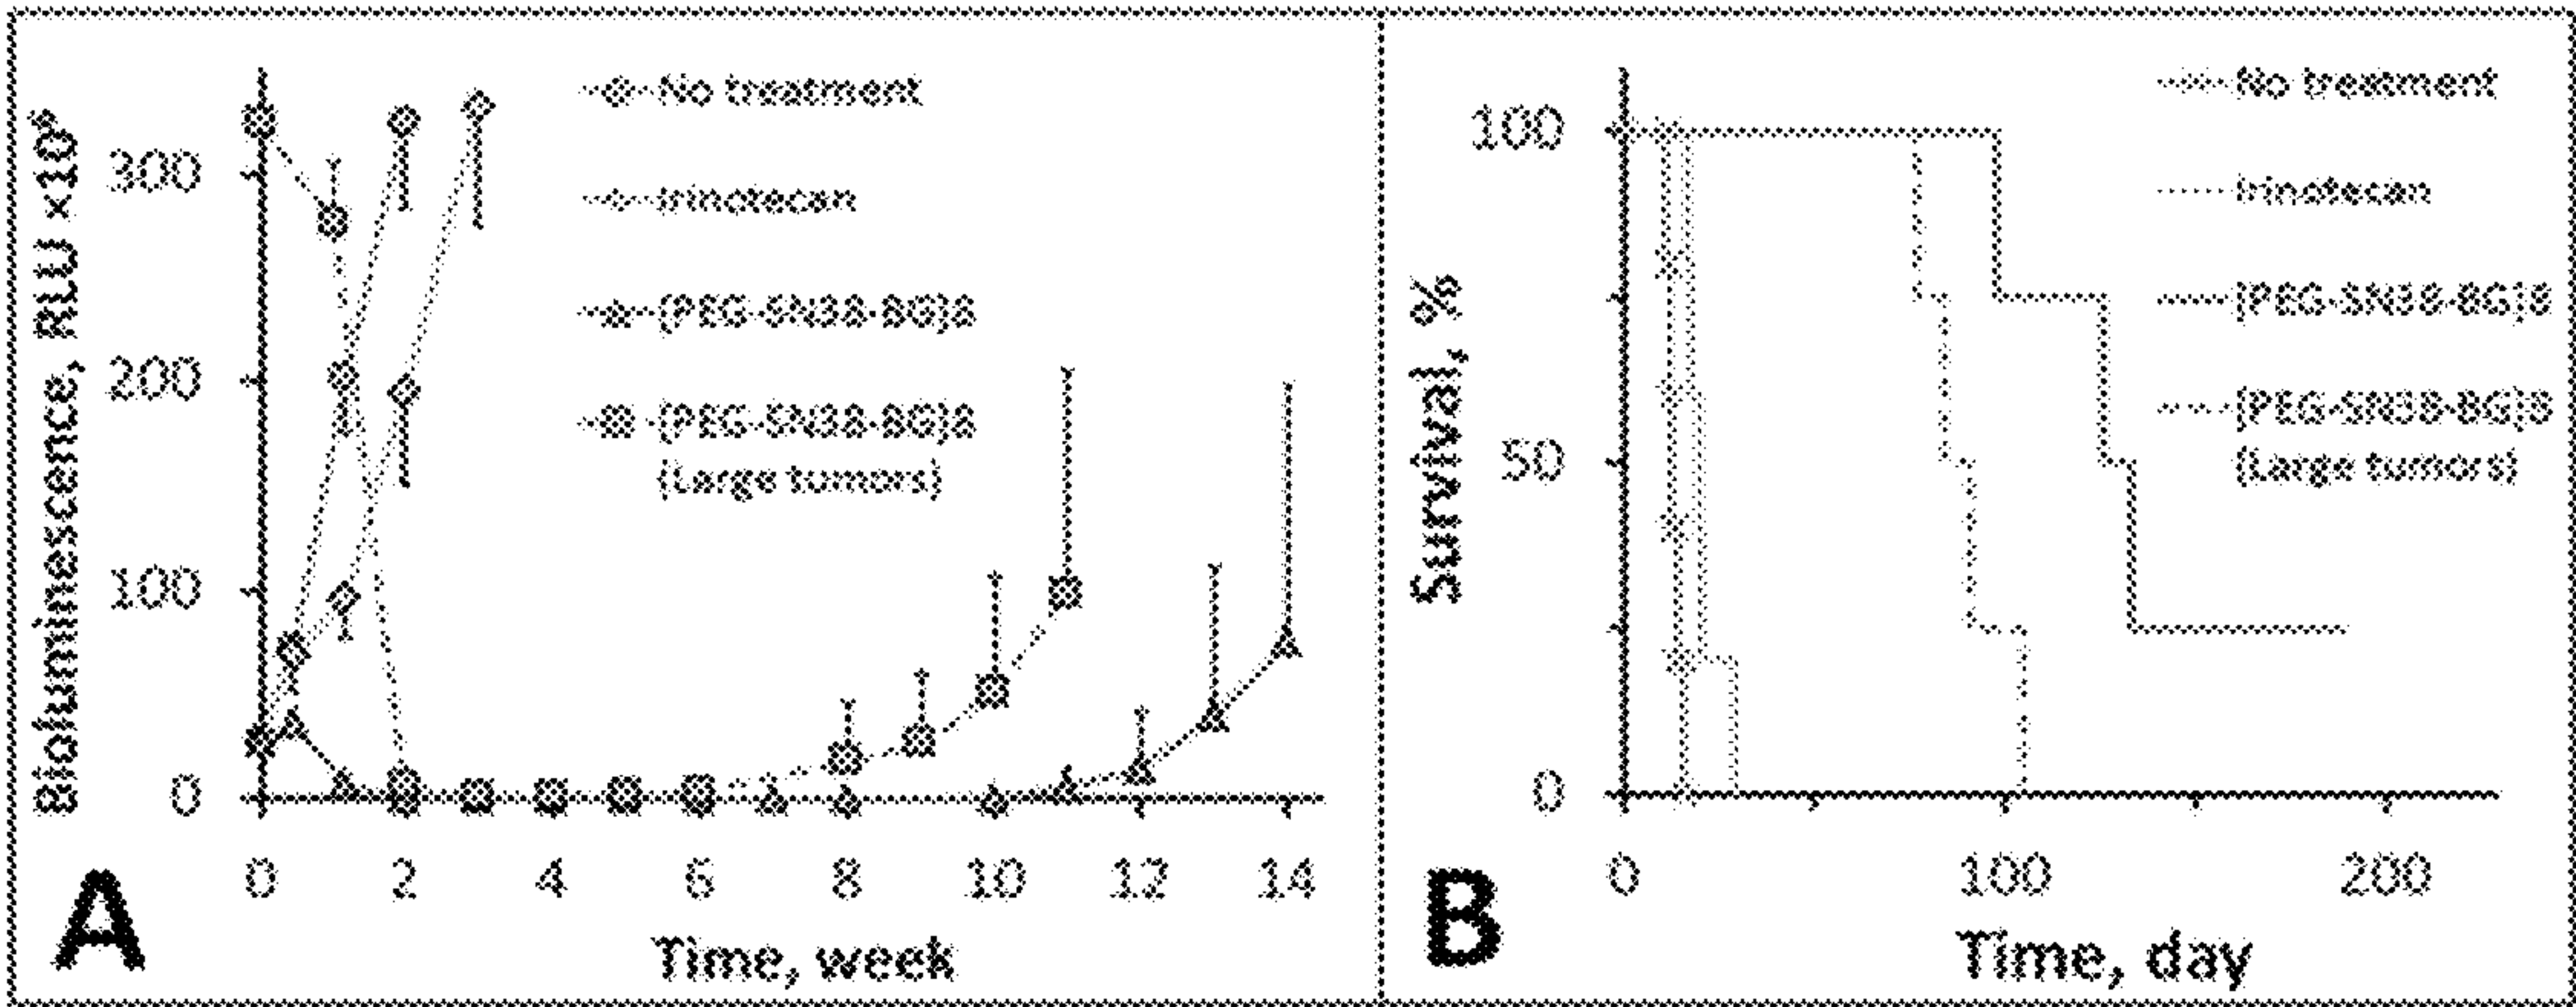 Bioluminescence, RLU ×10⁶
300
200
100
0
No treatment
Irinotecan
[PEG-SN38-BG]8
[PEG-SN38-BG]8
(Large tumors)
0 2 4 6 8 10 12 14
Time, week
A
Survival, %
100
50
0
No treatment
Irinotecan
[PEG-SN38-BG]8
[PEG-SN38-BG]8
(Large tumors)
0 100 200
Time, day
B